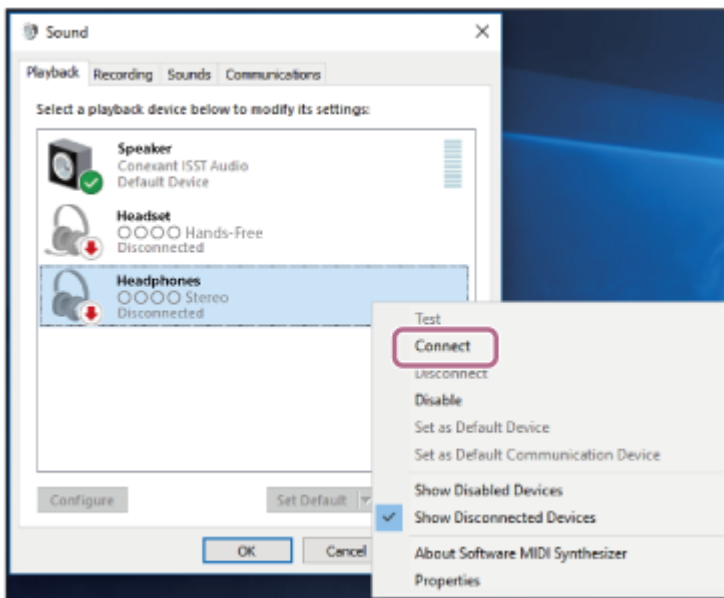 Sound
Playback Recording Sounds Communications
Select a playback device below to modify its settings:
Speaker
Conexant ISST Audio
Default Device
Headset
○○○○ Hands-Free
Disconnected
Headphones
○○○○ Stereo
Disconnected
Test
Connect
Disconnect
Disable
Set as Default Device
Set as Default Communication Device
Show Disabled Devices
Show Disconnected Devices
About Software MIDI Synthesizer
Properties
Configure
Set Default
OK
Cancel